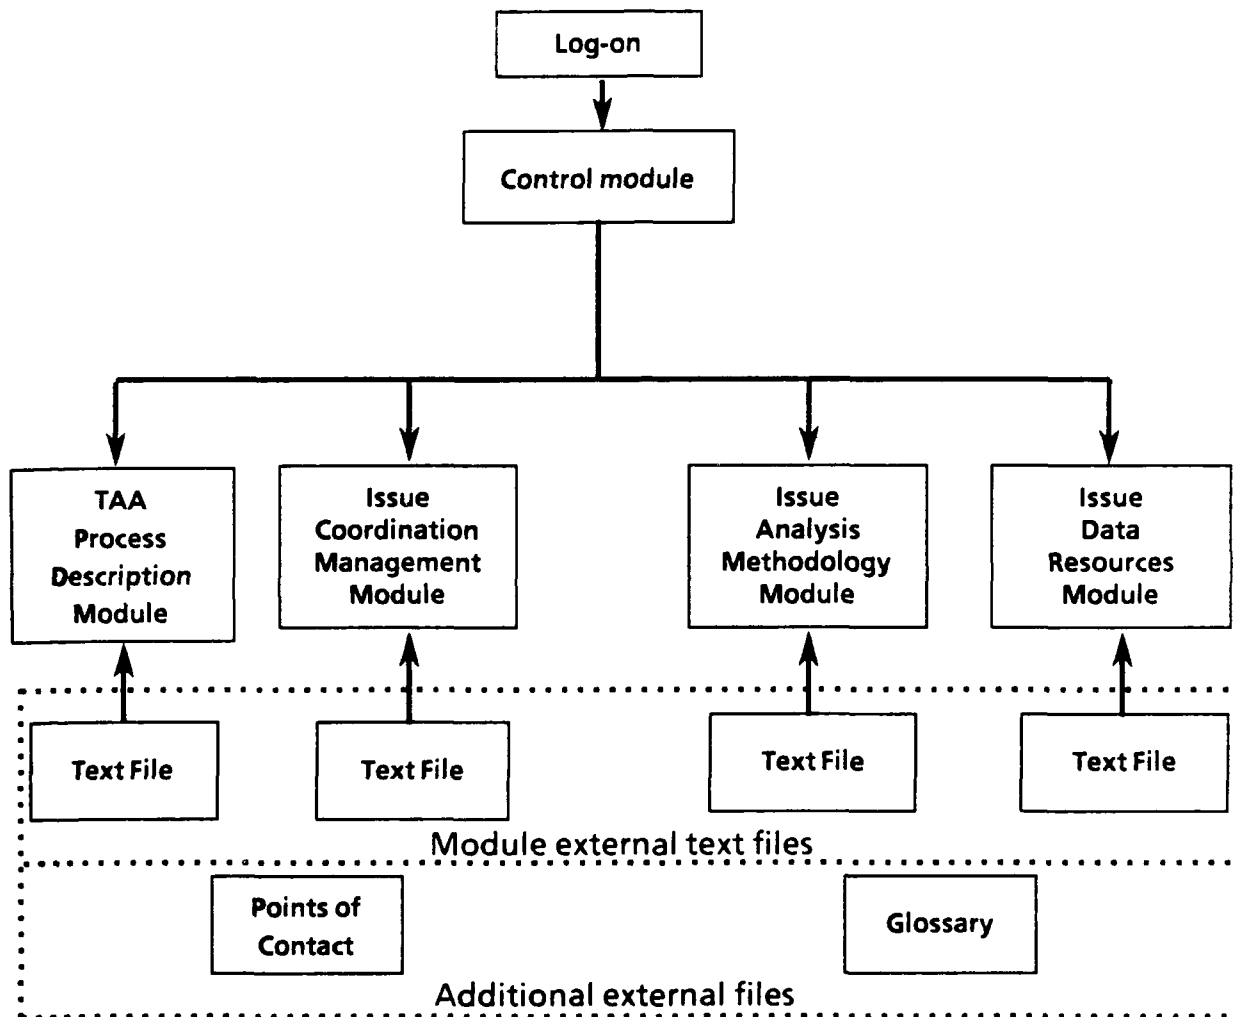 Log-on
Control module
TAA
Process
Description
Module
Issue
Coordination
Management
Module
Issue
Analysis
Methodology
Module
Issue
Data
Resources
Module
Text File
Text File
Text File
Text File
Module external text files
Points of
Contact
Glossary
Additional external files